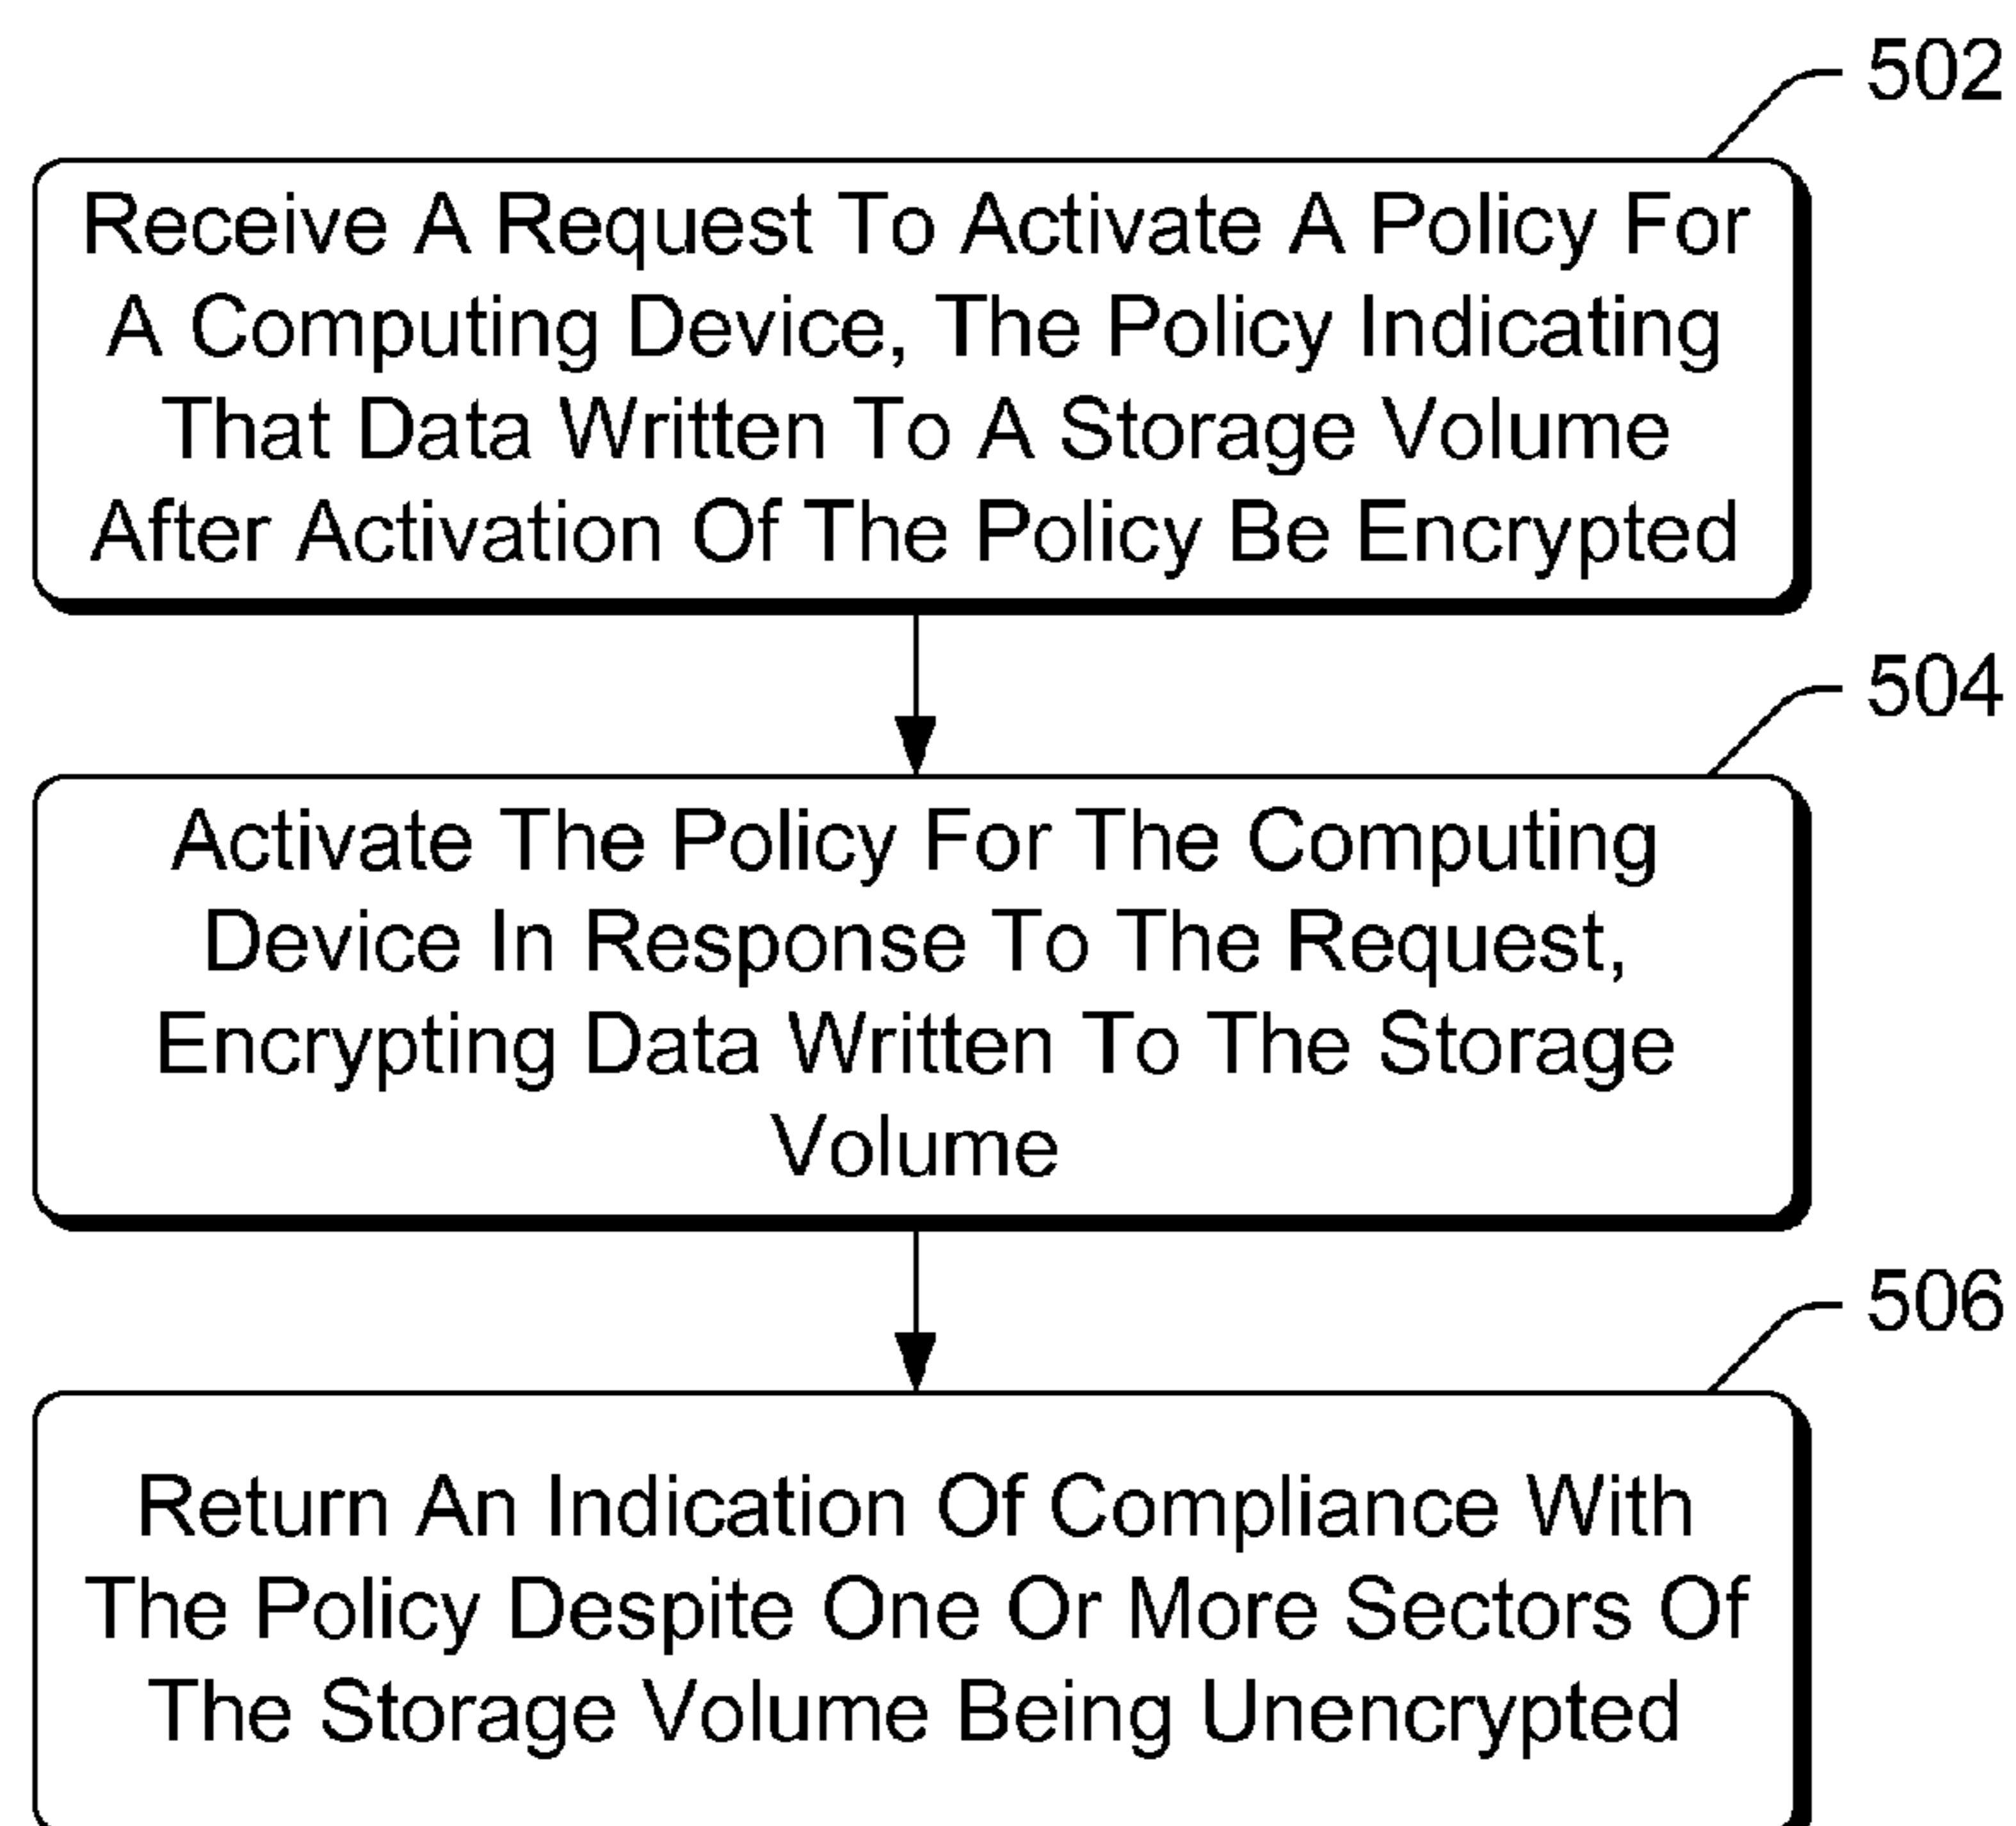 502
Receive A Request To Activate A Policy For
A Computing Device, The Policy Indicating
That Data Written To A Storage Volume
After Activation Of The Policy Be Encrypted
504
Activate The Policy For The Computing
Device In Response To The Request,
Encrypting Data Written To The Storage
Volume
506
Return An Indication Of Compliance With
The Policy Despite One Or More Sectors Of
The Storage Volume Being Unencrypted